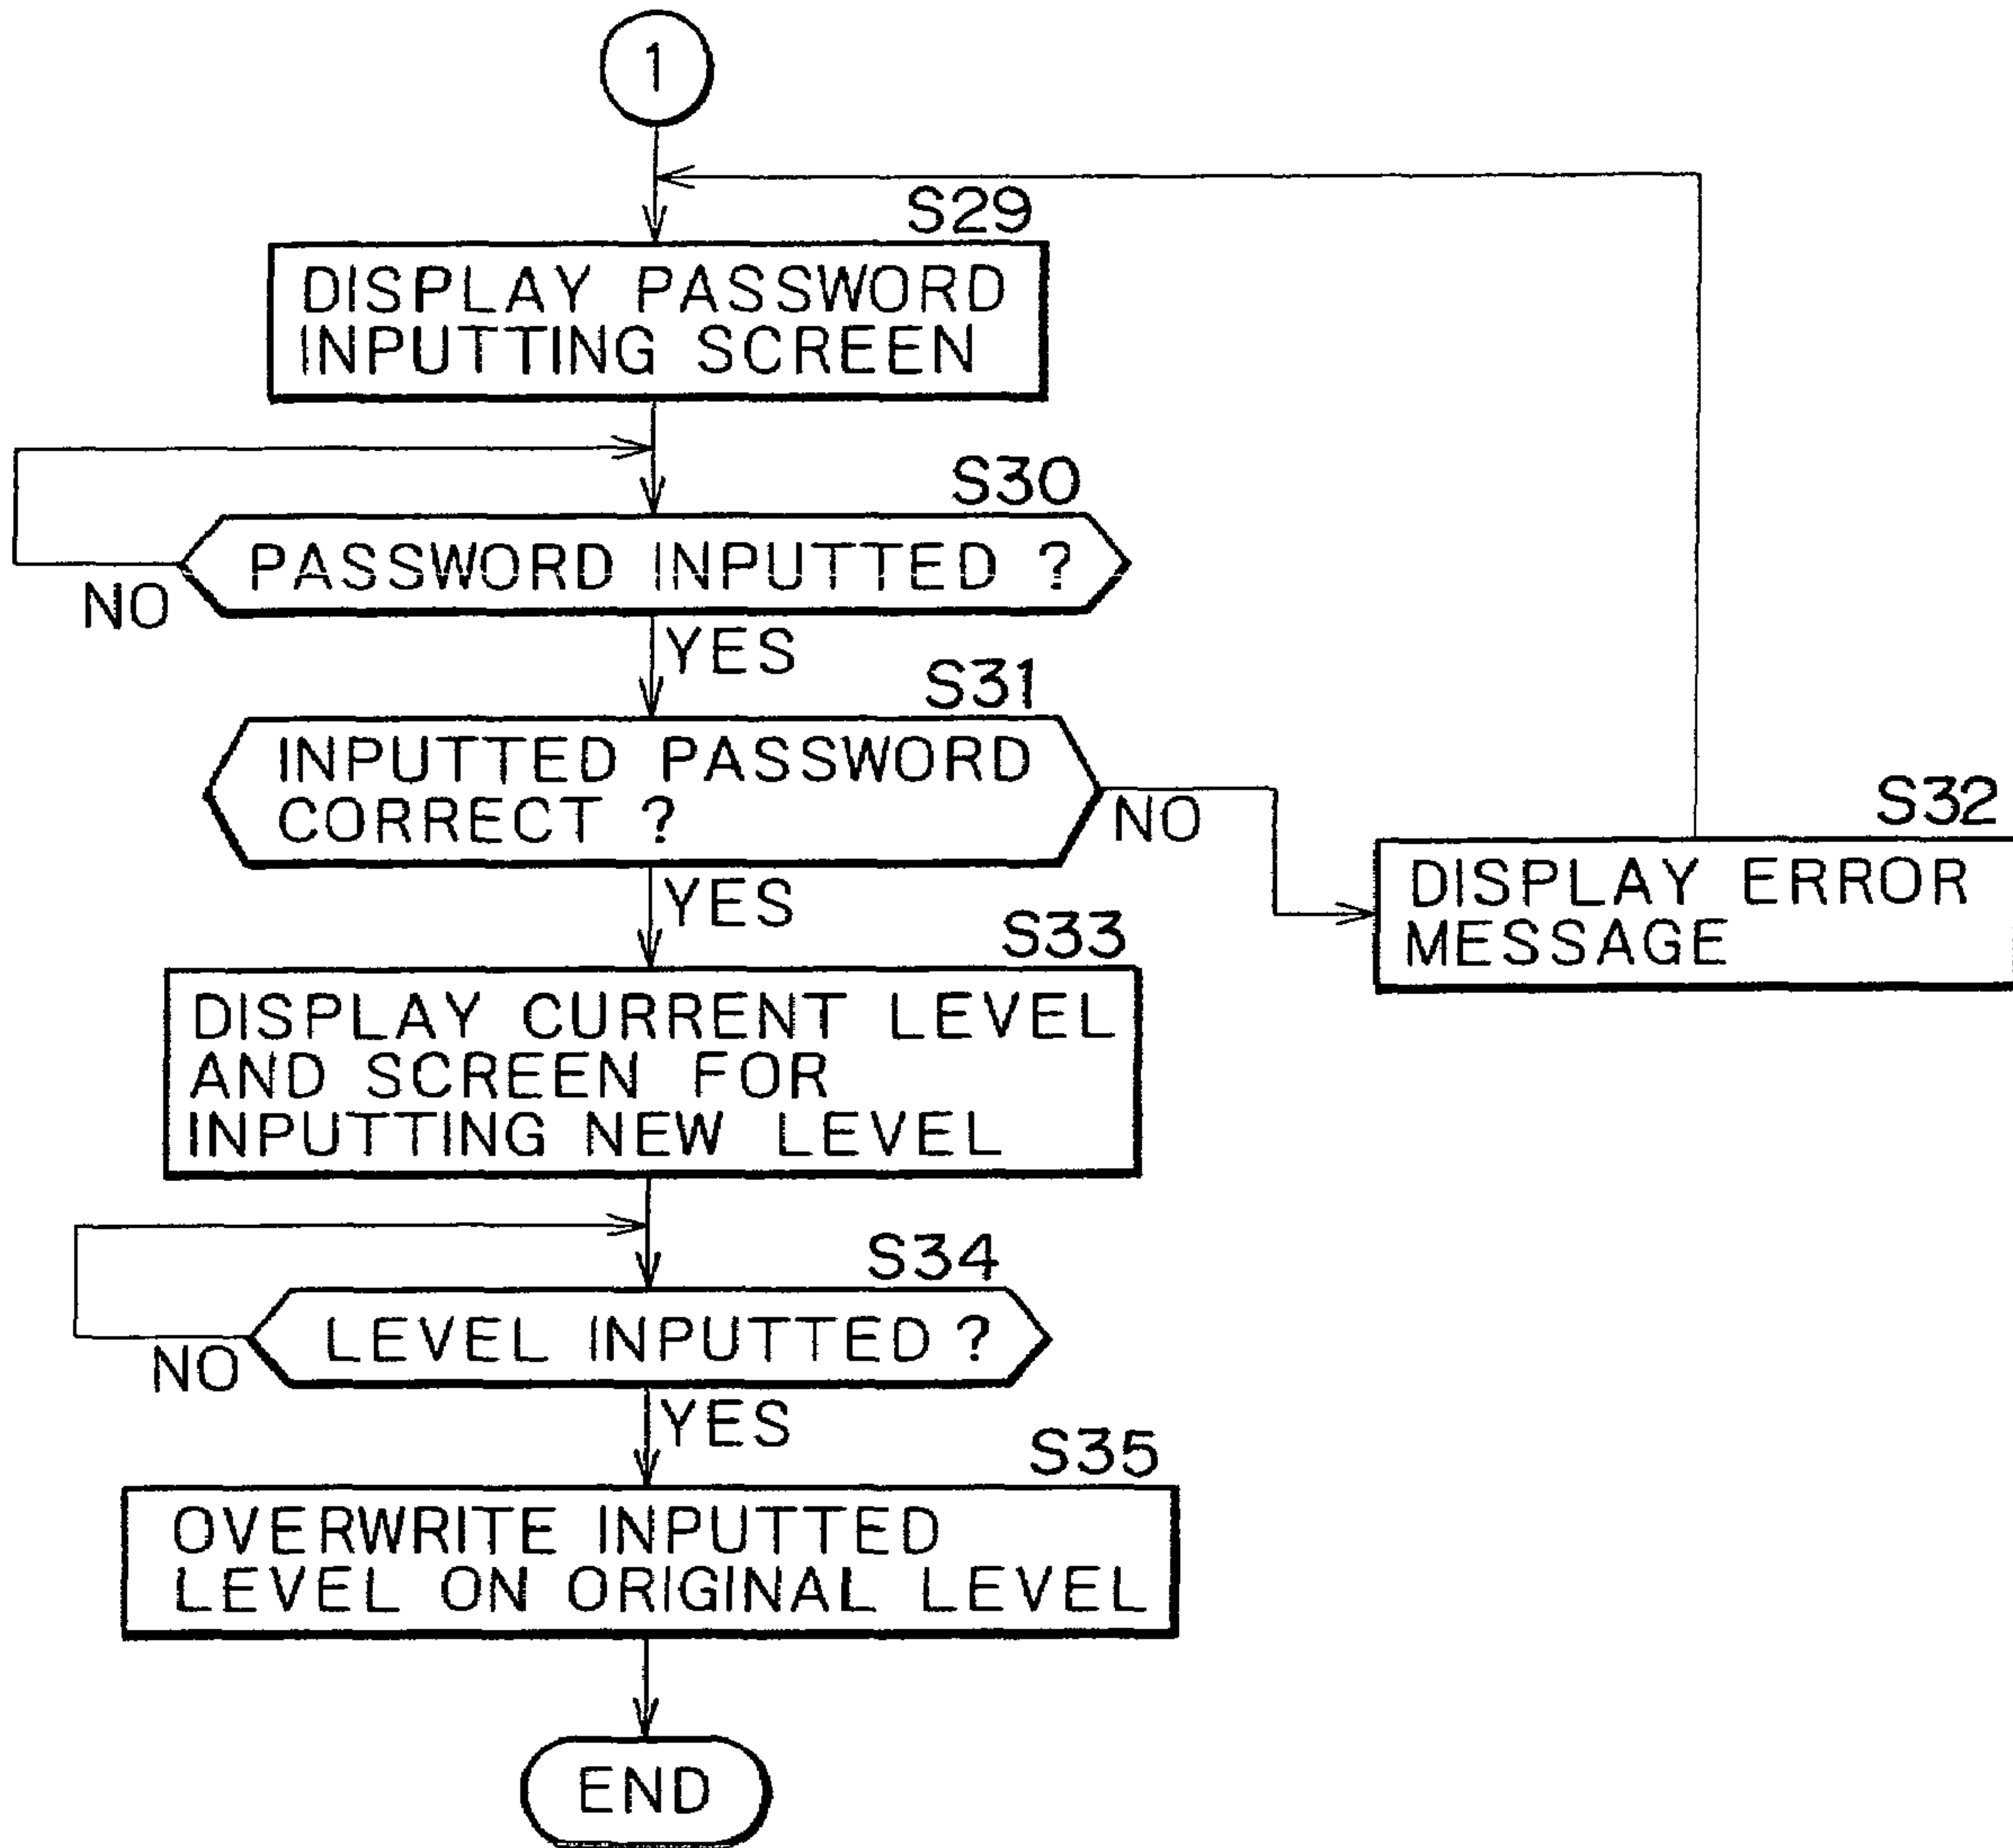 1
S29
DISPLAY PASSWORD
INPUTTING SCREEN
S30
PASSWORD INPUTTED ?
NO
YES
S31
INPUTTED PASSWORD
CORRECT ?
NO
S32
DISPLAY ERROR
MESSAGE
YES
S33
DISPLAY CURRENT LEVEL
AND SCREEN FOR
INPUTTING NEW LEVEL
S34
LEVEL INPUTTED ?
NO
YES
S35
OVERWRITE INPUTTED
LEVEL ON ORIGINAL LEVEL
END